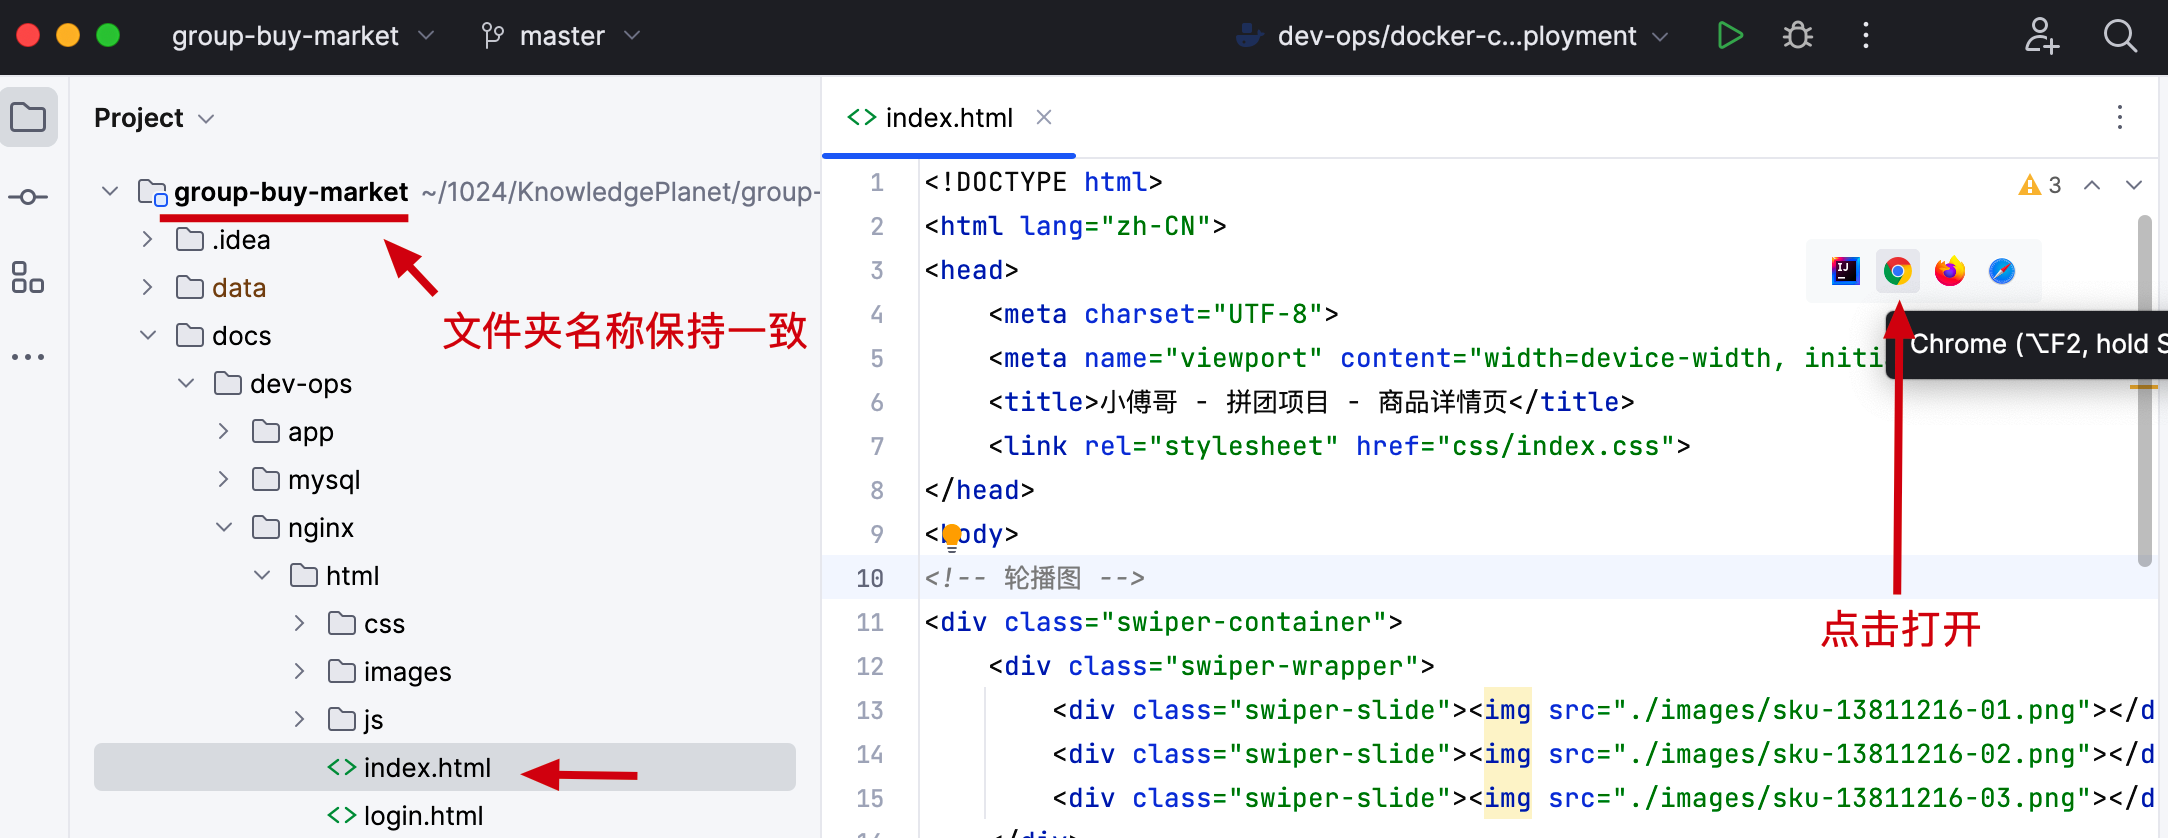 group-buy-market
master
dev-ops/docker-c...ployment
Project
index.html
group-buy-market ~/1024/KnowledgePlanet/group-
.idea
data
文件夹名称保持一致
docs
dev-ops
app
mysql
nginx
html
css
images
js
index.html
login.html
3
1 <!DOCTYPE html>
2 <html lang="zh-CN">
3 <head>
4 <meta charset="UTF-8">
5 <meta name="viewport" content="width=device-width, initi
6 <title>小傅哥 - 拼团项目 - 商品详情页</title>
7 <link rel="stylesheet" href="css/index.css">
8 </head>
9 <body>
10 <!-- 轮播图 -->
11 <div class="swiper-container">
12 <div class="swiper-wrapper">
13 <div class="swiper-slide"><img src="./images/sku-13811216-01.png"></d
14 <div class="swiper-slide"><img src="./images/sku-13811216-02.png"></d
15 <div class="swiper-slide"><img src="./images/sku-13811216-03.png"></d
IJ
Chrome (⌥F2, hold S
点击打开